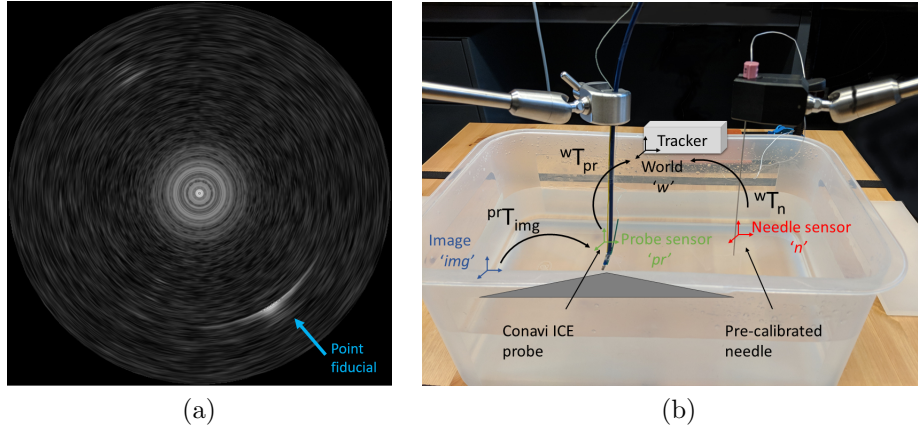 Point
fiducial
(a)
Tracker
World
'w'
ʷTpr
ʷTn
ᵖʳTimg
Image
'img'
Probe sensor
'pr'
Needle sensor
'n'
Conavi ICE
probe
Pre-calibrated
needle
(b)